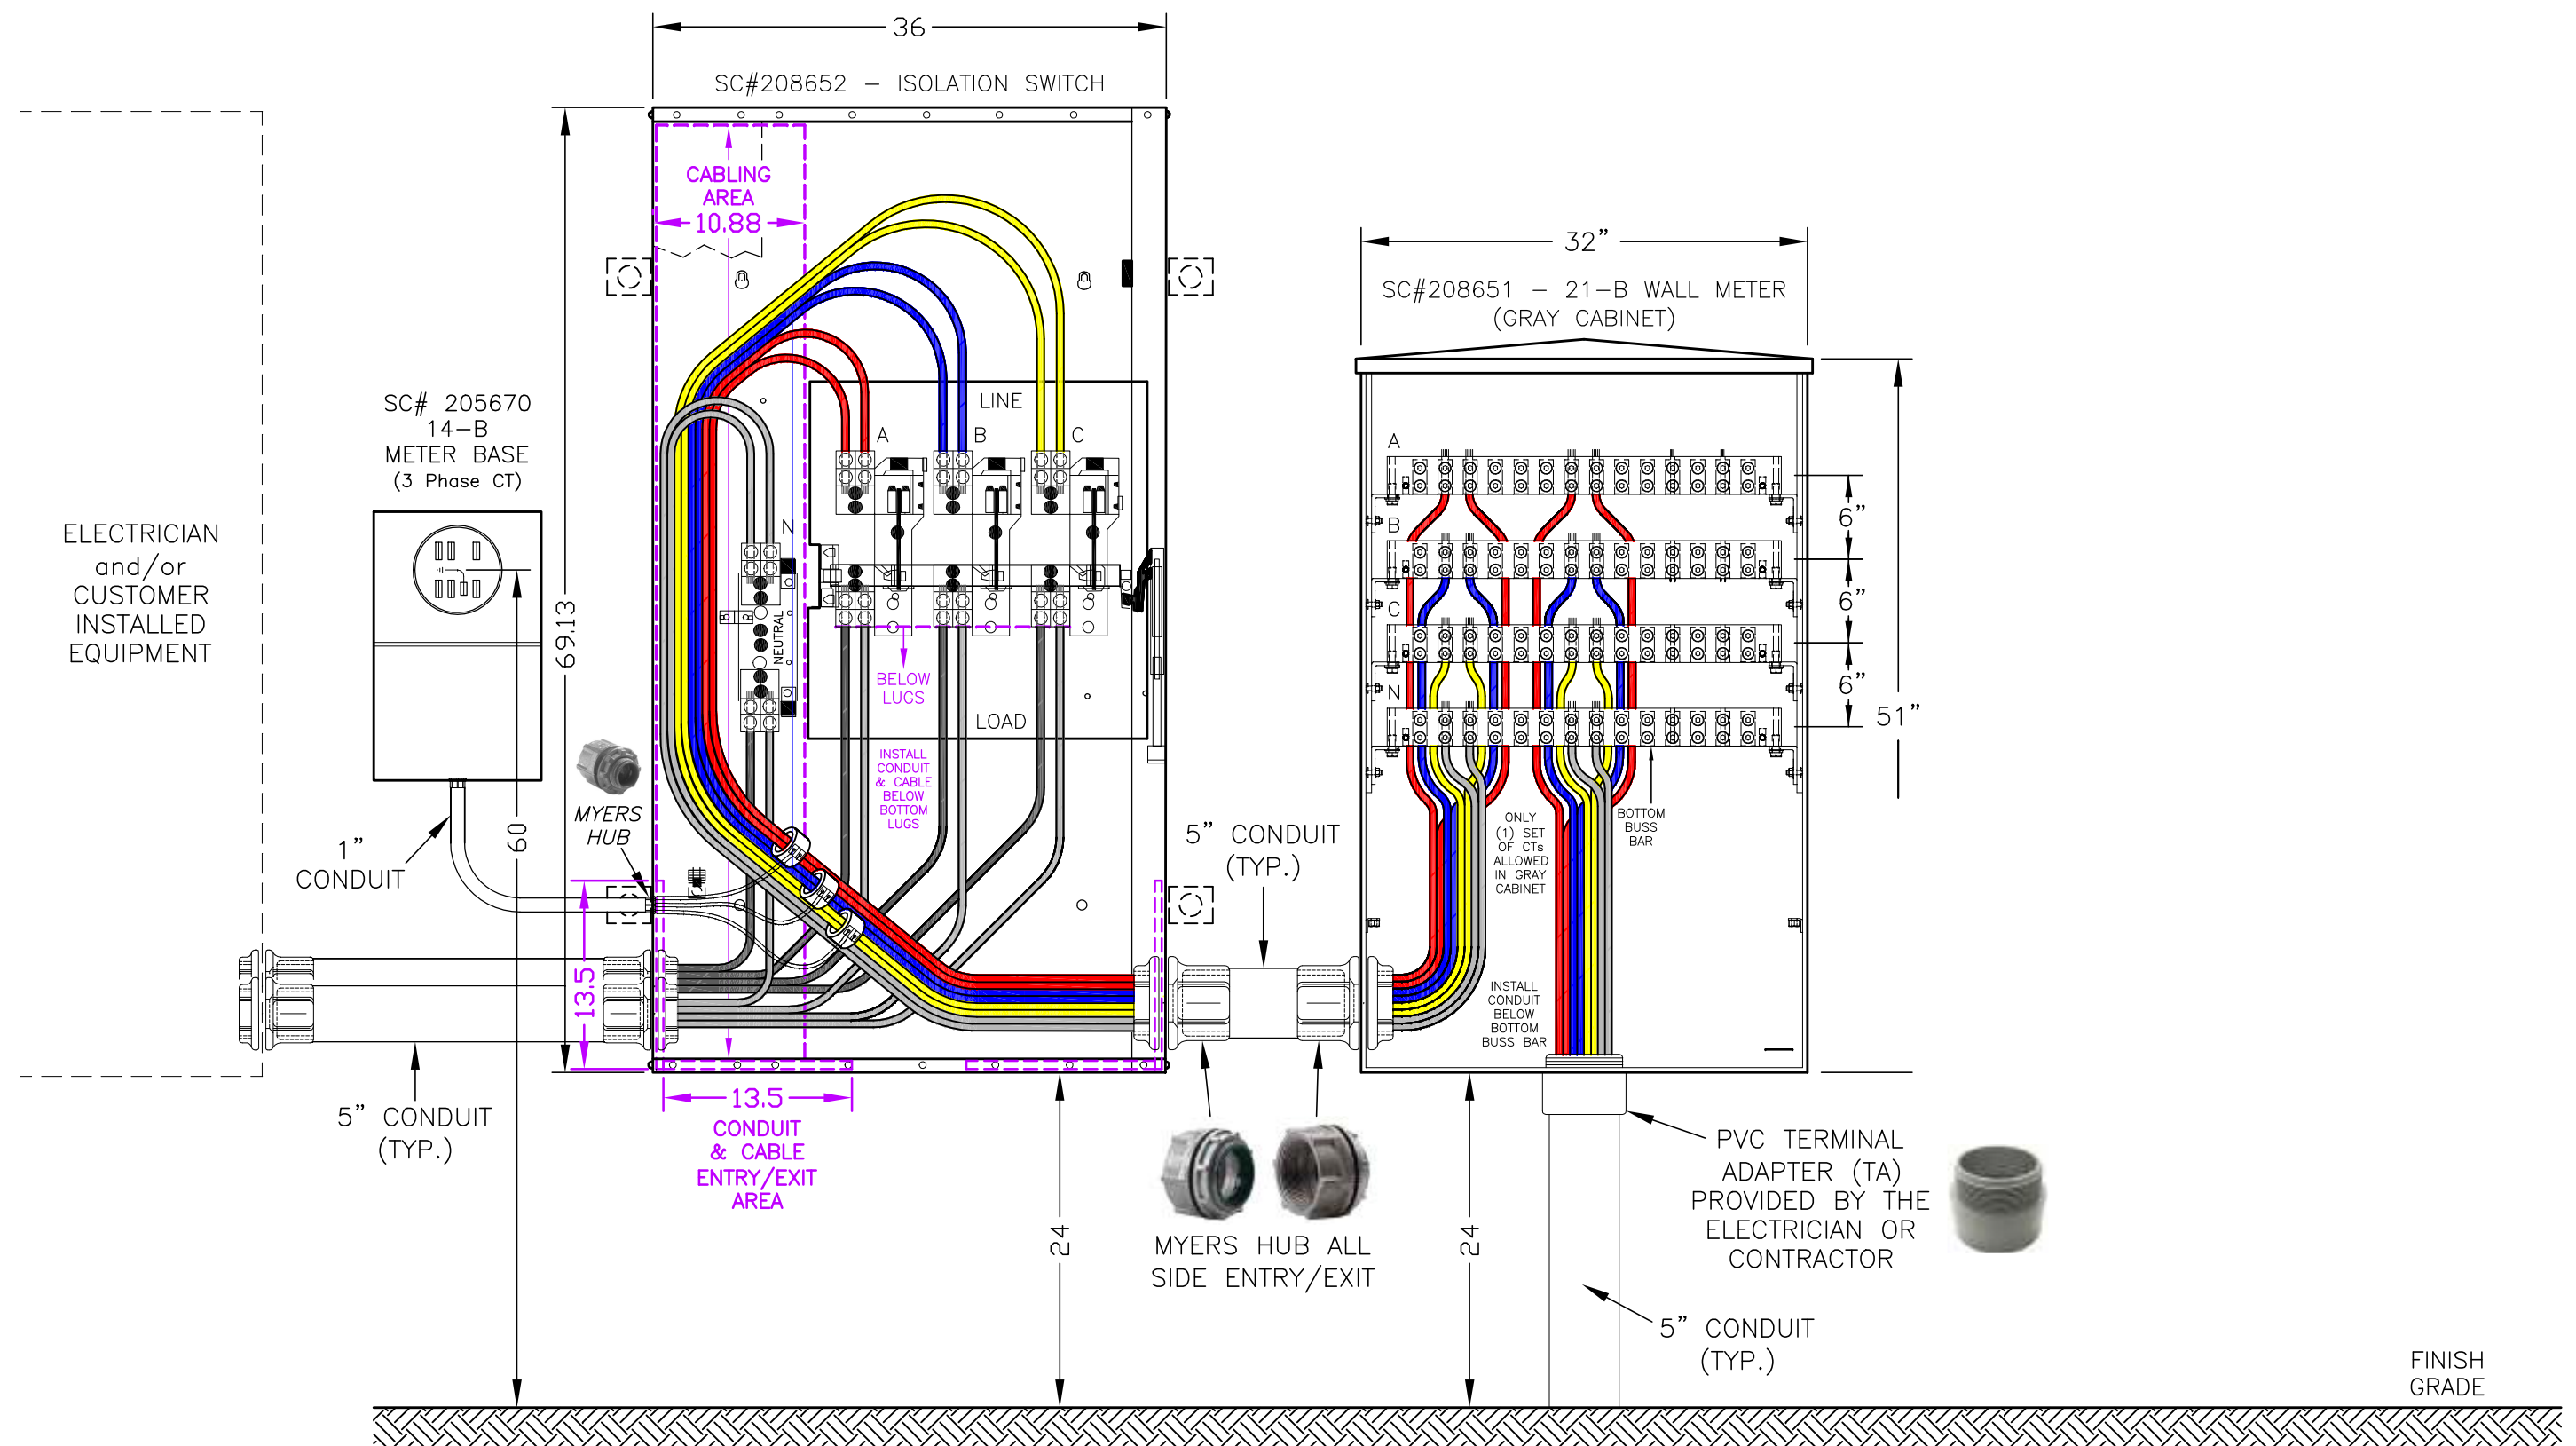 36
SC#208652 – ISOLATION SWITCH
CABLING
AREA
10.88
32”
SC#208651 – 21–B WALL METER
(GRAY CABINET)
SC# 205670
14–B
METER BASE
(3 Phase CT)
LINE
A
B
C
N
NEUTRAL
BELOW
LUGS
LOAD
INSTALL
CONDUIT
& CABLE
BELOW
BOTTOM
LUGS
A
B
C
N
6”
6”
6”
51”
ELECTRICIAN
and/or
CUSTOMER
INSTALLED
EQUIPMENT
69.13
60
MYERS
HUB
1”
CONDUIT
5” CONDUIT
(TYP.)
ONLY
(1) SET
OF CTs
ALLOWED
IN GRAY
CABINET
BOTTOM
BUSS
BAR
INSTALL
CONDUIT
BELOW
BOTTOM
BUSS BAR
13.5
13.5
CONDUIT
& CABLE
ENTRY/EXIT
AREA
5” CONDUIT
(TYP.)
24
MYERS HUB ALL
SIDE ENTRY/EXIT
24
PVC TERMINAL
ADAPTER (TA)
PROVIDED BY THE
ELECTRICIAN OR
CONTRACTOR
5” CONDUIT
(TYP.)
FINISH
GRADE